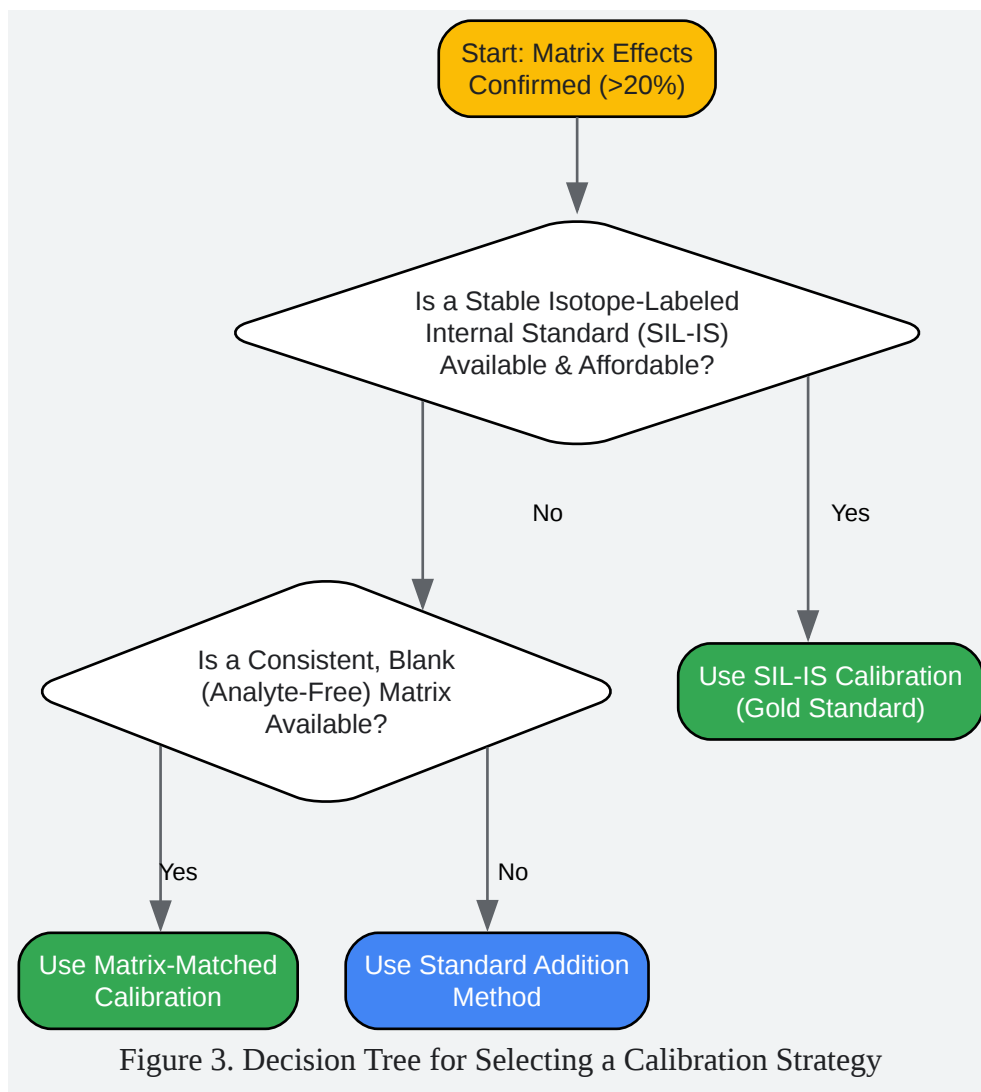 Start: Matrix Effects
Confirmed (>20%)
Is a Stable Isotope-Labeled
Internal Standard (SIL-IS)
Available & Affordable?
No
Yes
Is a Consistent, Blank
(Analyte-Free) Matrix
Available?
Use SIL-IS Calibration
(Gold Standard)
Yes
No
Use Matrix-Matched
Calibration
Use Standard Addition
Method
Figure 3. Decision Tree for Selecting a Calibration Strategy